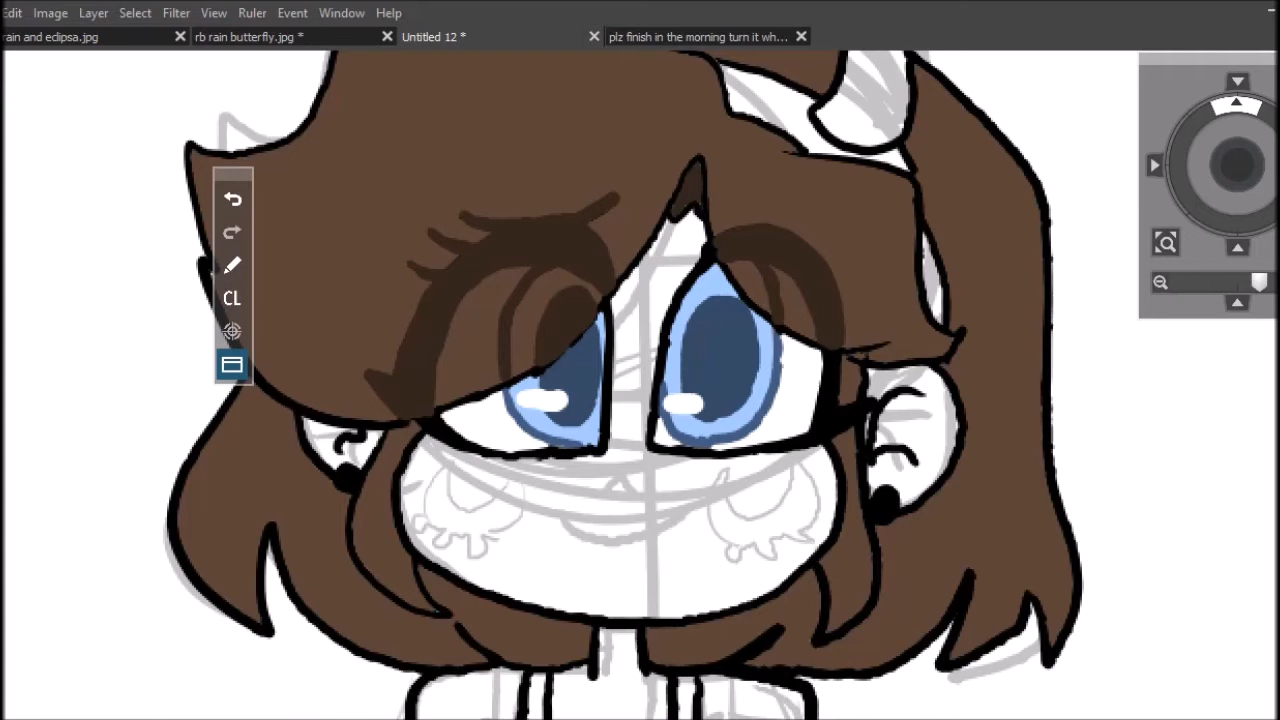 Edit Image Layer Select Filter View Ruler Event Window Help
rain and eclipsa.jpg rb rain butterfly.jpg * Untitled 12 * plz finish in the morning turn it wh...
CL